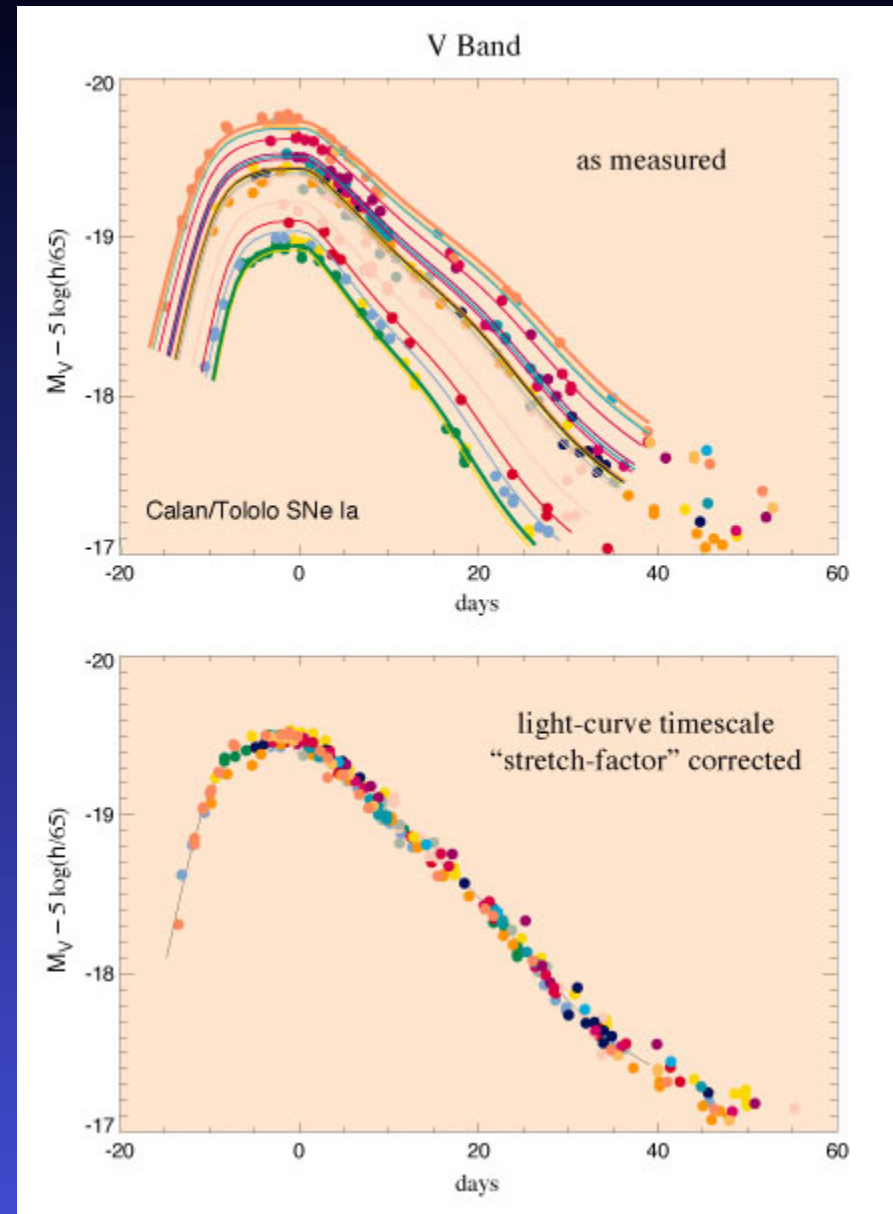 V Band
-20
-19
-18
-17
M_V – 5 log(h/65)
as measured
Calan/Tololo SNe Ia
-20
0
20
40
60
days
-20
-19
-18
-17
M_V – 5 log(h/65)
light-curve timescale
“stretch-factor” corrected
-20
0
20
40
60
days